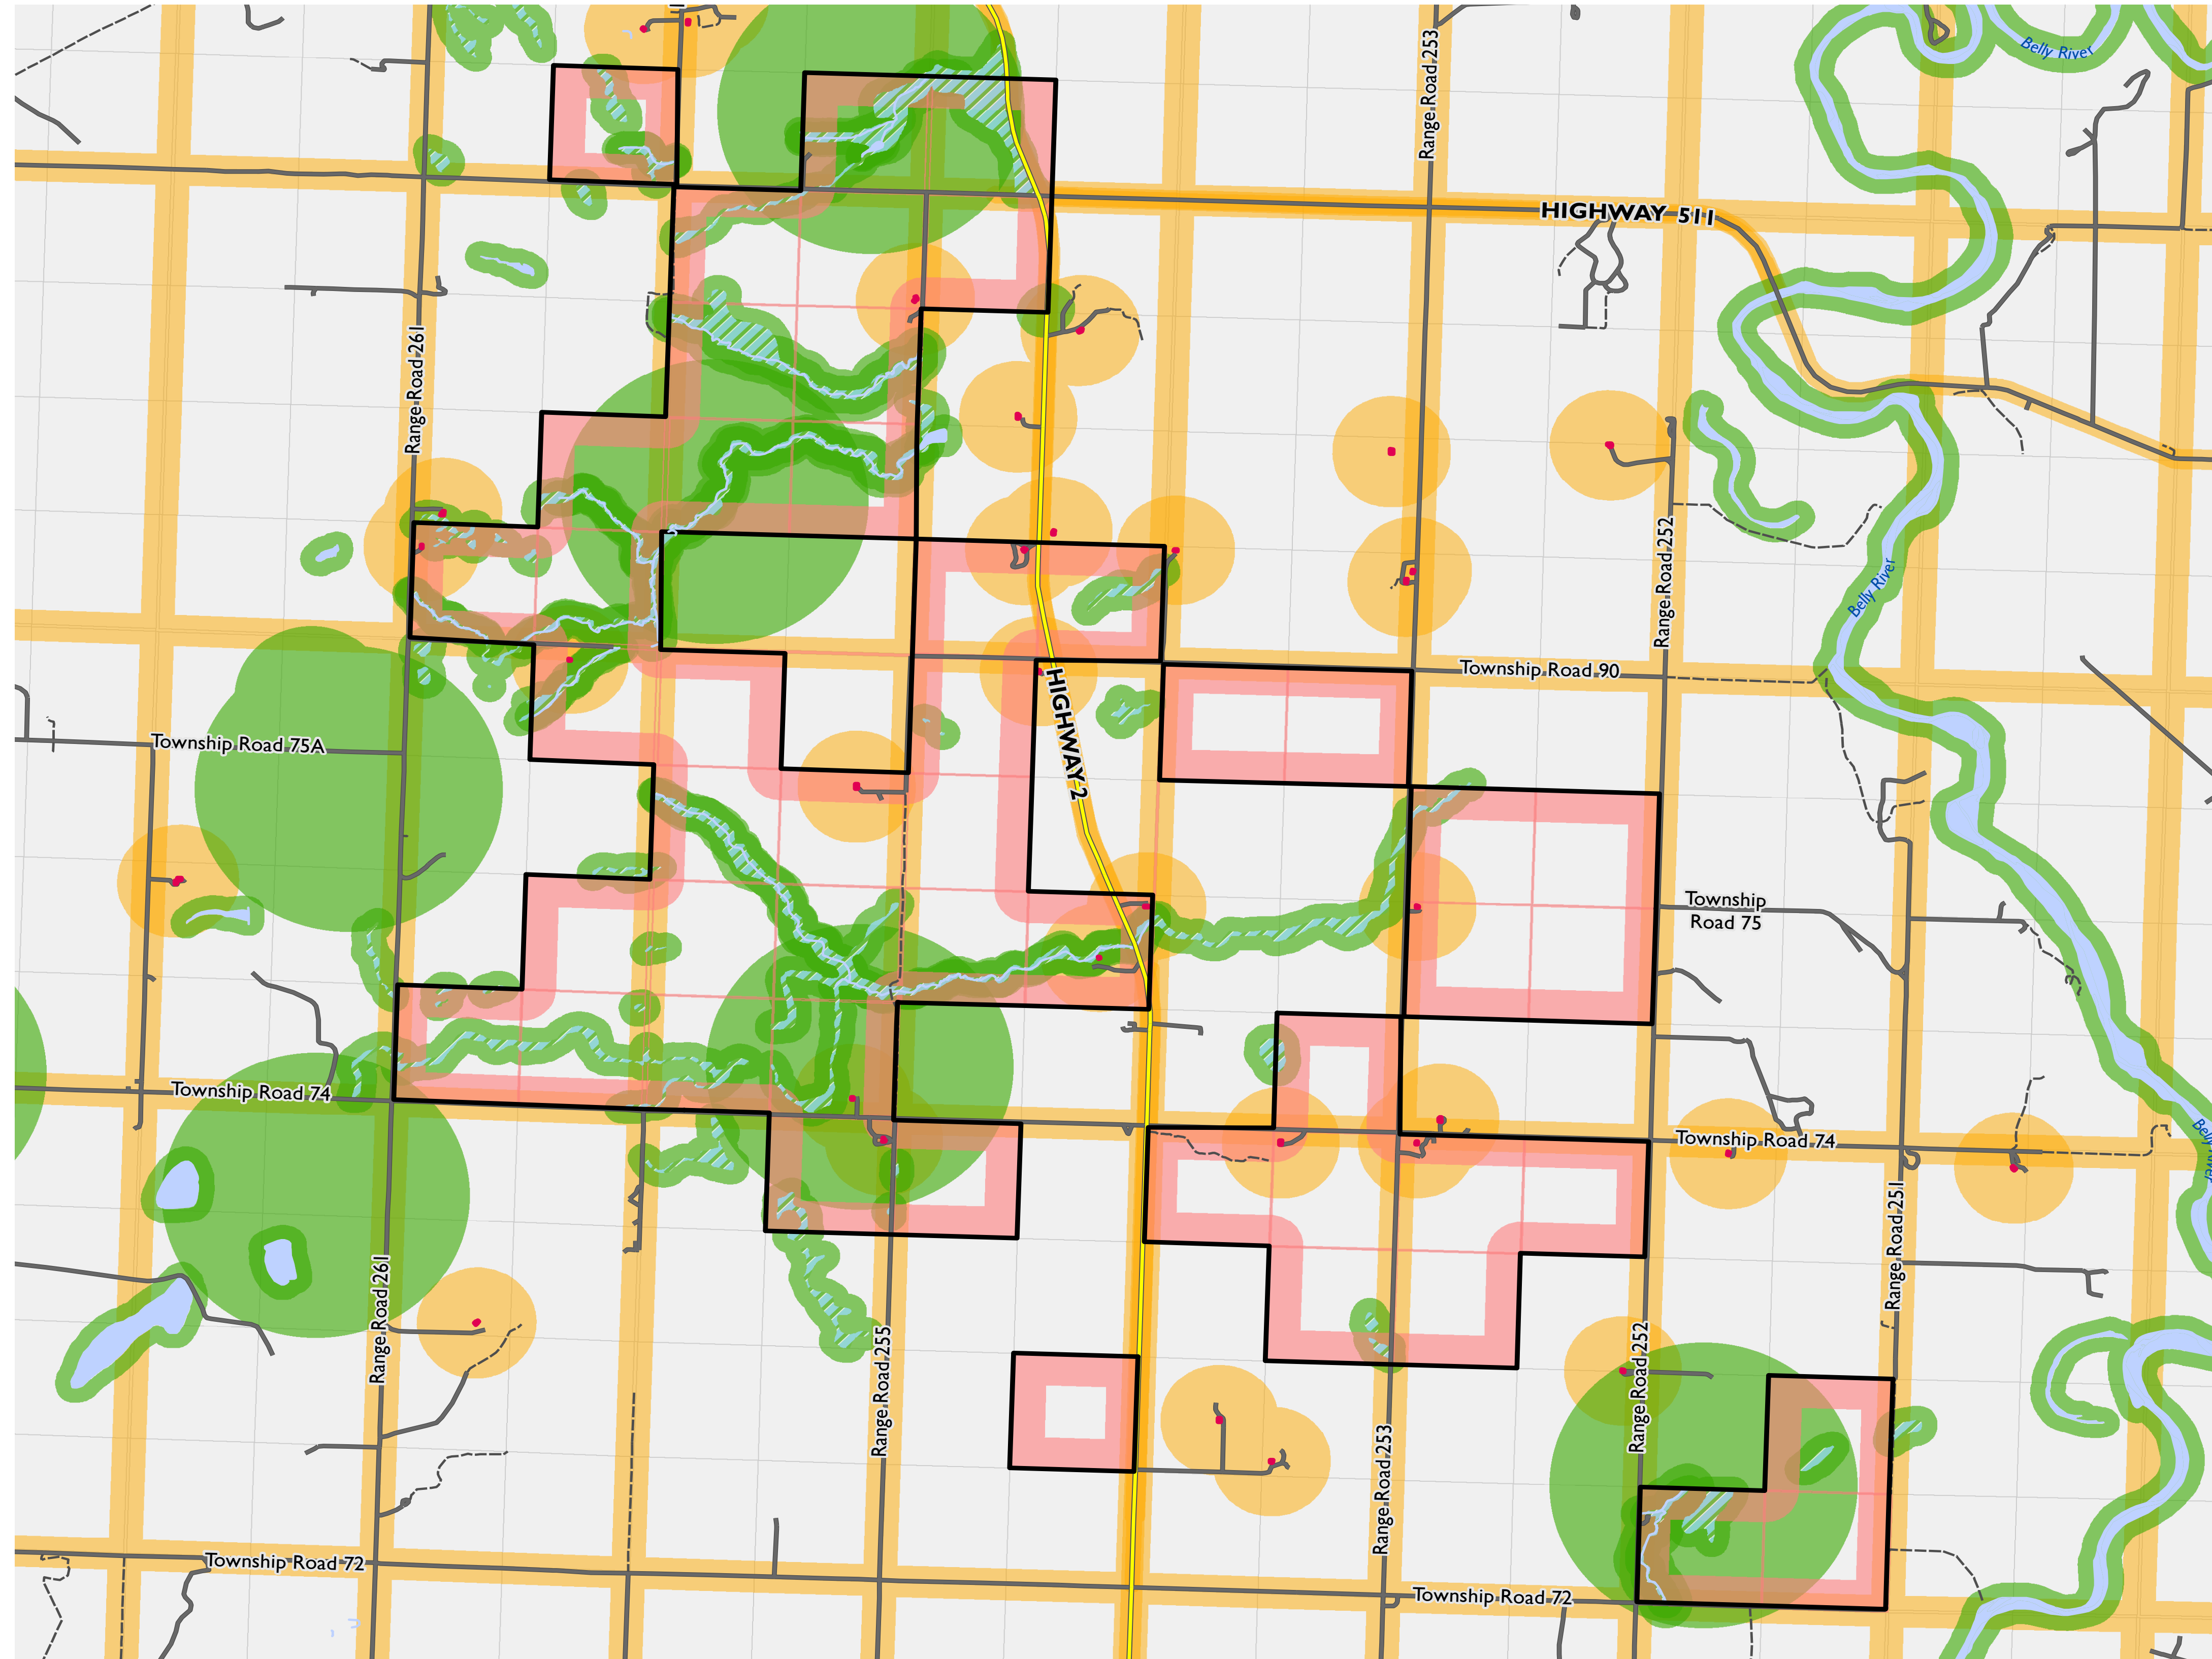 Belly River
Range Road 253
HIGHWAY 511
Range Road 261
Range Road 252
Belly River
Township Road 90
HIGHWAY 2
Township Road 75A
Township
Road 75
Township Road 74
Township Road 74
Belly River
Range Road 251
Range Road 261
Range Road 255
Range Road 252
Range Road 253
Township Road 72
Township Road 72